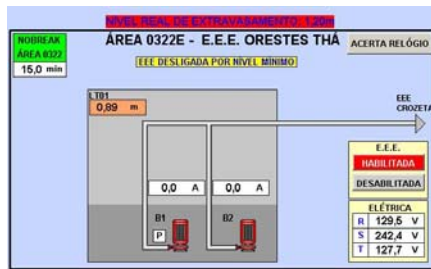 NÍVEL REAL DE EXTRAVASAMENTO: 1,20m
NOBREAK
ÁREA 0322
15,0 min
ÁREA 0322E - E.E.E. ORESTES THÁ
ACERTA RELÓGIO
EEE DESLIGADA POR NÍVEL MÍNIMO
LT01
0,89 m
EEE
CROZETA
0,0 A
0,0 A
B1
P
B2
E.E.E.
HABILITADA
DESABILITADA
ELÉTRICA
R 129,5 V
S 242,4 V
T 127,7 V